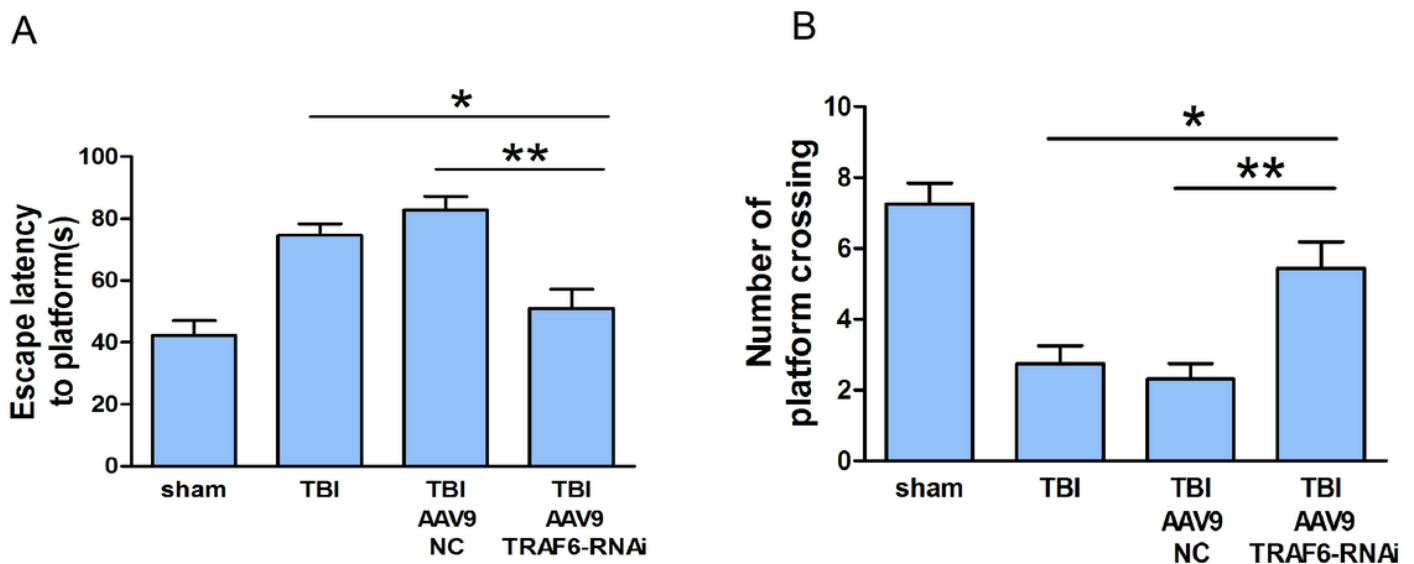 A
*
**
100
80
60
40
20
0
Escape latency
to platform(s)
sham
TBI
TBI
AAV9
NC
TBI
AAV9
TRAF6-RNAi
B
*
**
10
8
6
4
2
0
Number of
platform crossing
sham
TBI
TBI
AAV9
NC
TBI
AAV9
TRAF6-RNAi